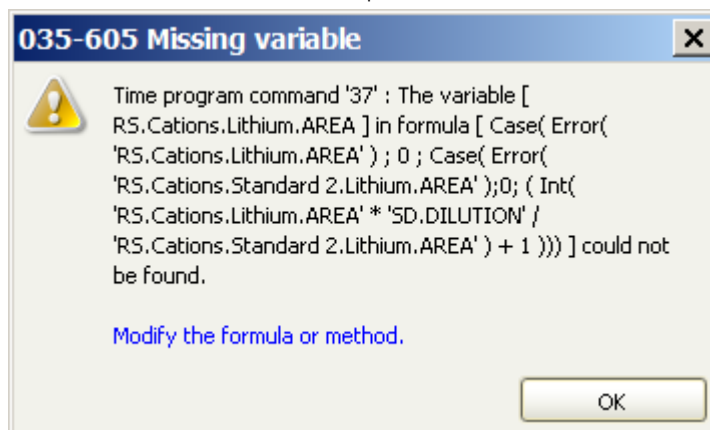 035-605 Missing variable
Time program command '37' : The variable [
RS.Cations.Lithium.AREA ] in formula [ Case( Error(
'RS.Cations.Lithium.AREA' ) ; 0 ; Case( Error(
'RS.Cations.Standard 2.Lithium.AREA' );0; ( Int(
'RS.Cations.Lithium.AREA' * 'SD.DILUTION' /
'RS.Cations.Standard 2.Lithium.AREA' ) + 1 ))) ] could not
be found.
Modify the formula or method.
OK